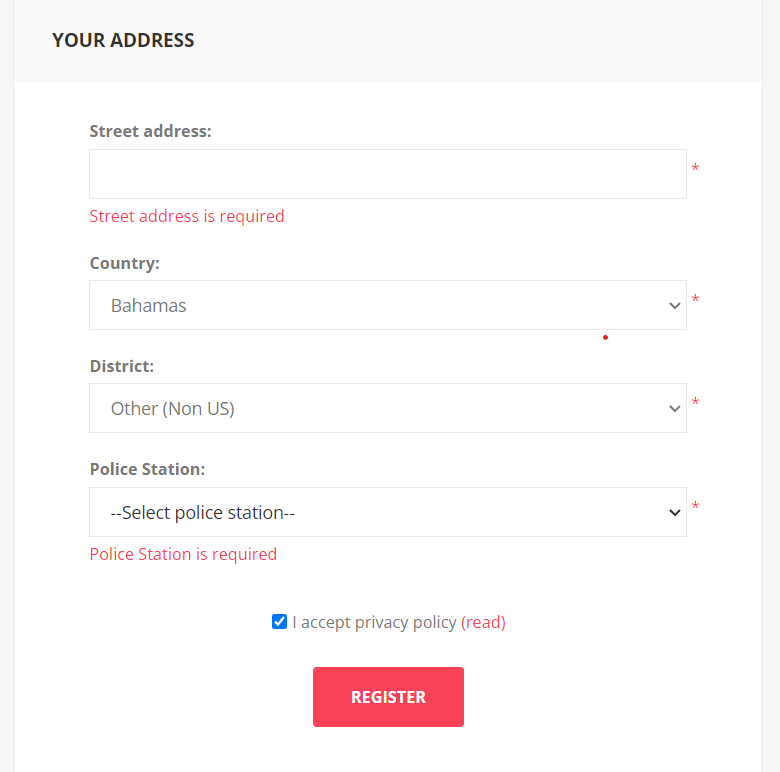 YOUR ADDRESS
Street address:
*
Street address is required
Country:
Bahamas *
District:
Other (Non US) *
Police Station:
--Select police station-- *
Police Station is required
I accept privacy policy (read)
REGISTER